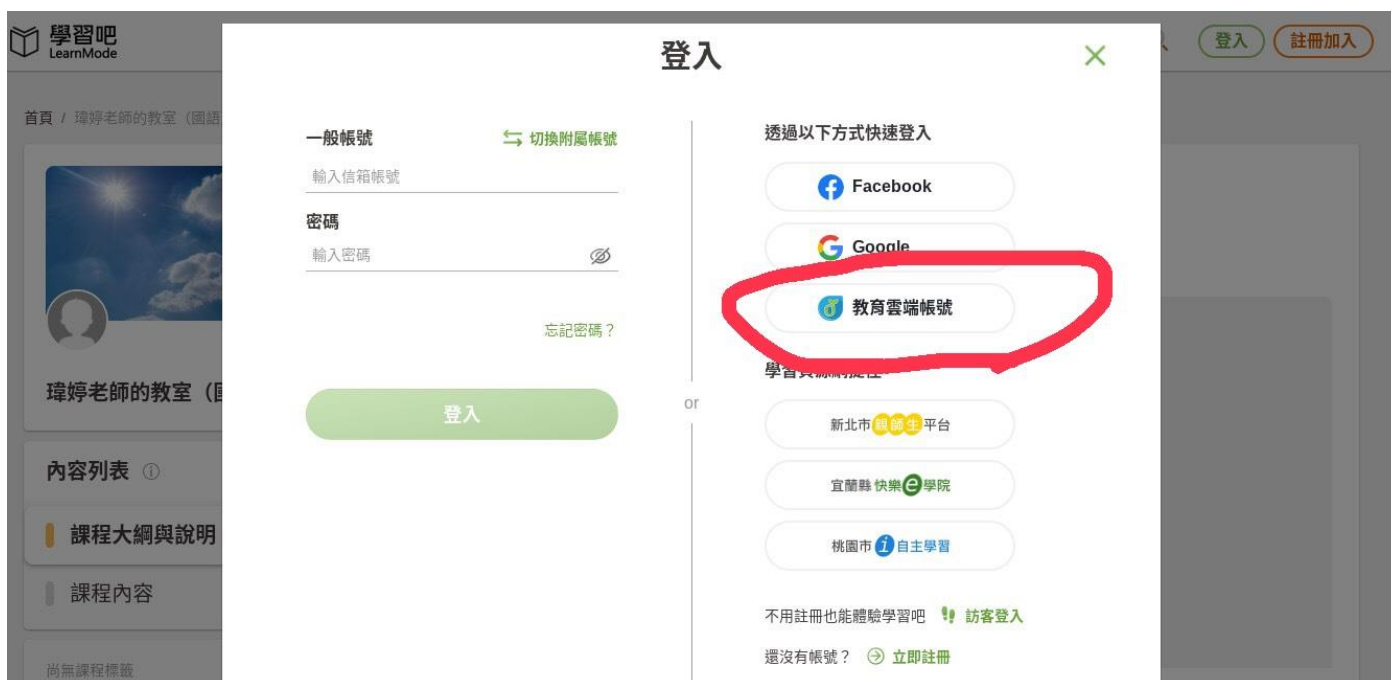 學習吧
LearnMode
登入
註冊加入
首頁 / 瑋婷老師的教室（國語
瑋婷老師的教室（
內容列表
課程大綱與說明
課程內容
尚無課程標籤
登入
一般帳號
切換附屬帳號
輸入信箱帳號
密碼
輸入密碼
忘記密碼？
登入
or
透過以下方式快速登入
Facebook
Google
教育雲端帳號
新北市親師生平台
宜蘭縣快樂e學院
桃園市i自主學習
不用註冊也能體驗學習吧 訪客登入
還沒有帳號？ 立即註冊